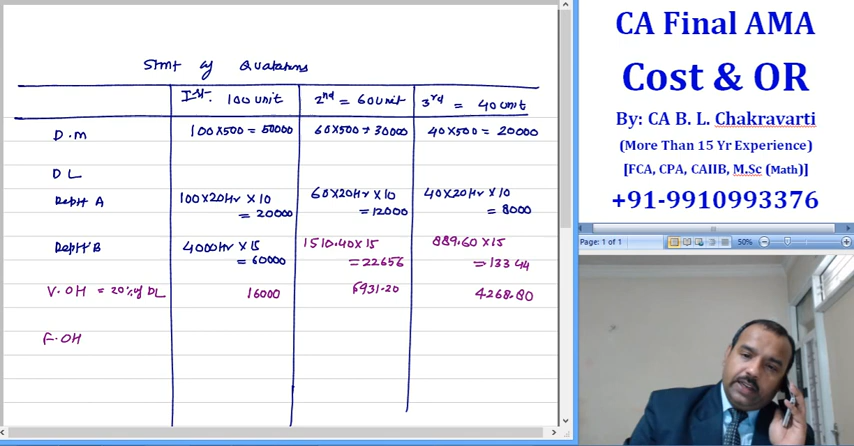 Stmt of Quotations
Ist. 100 unit
2nd = 60 unit
3rd = 40 unit
D.M
100 x 500 = 50000
60 x 500 = 30000
40 x 500 = 20000
DL
Deptt A
100 x 20 Hr x 10
= 20000
60 x 20 Hr x 10
= 12000
40 x 20 Hr x 10
= 8000
Deptt B
4000 Hr x 15
= 60000
1510.40 x 15
= 22656
889.60 x 15
= 13344
V.OH = 20% of DL
16000
6931.20
4268.80
F.OH
CA Final AMA
Cost & OR
By: CA B. L. Chakravarti
(More Than 15 Yr Experience)
[FCA, CPA, CAIIB, M.Sc (Math)]
+91-9910993376
Page: 1 of 1
50%